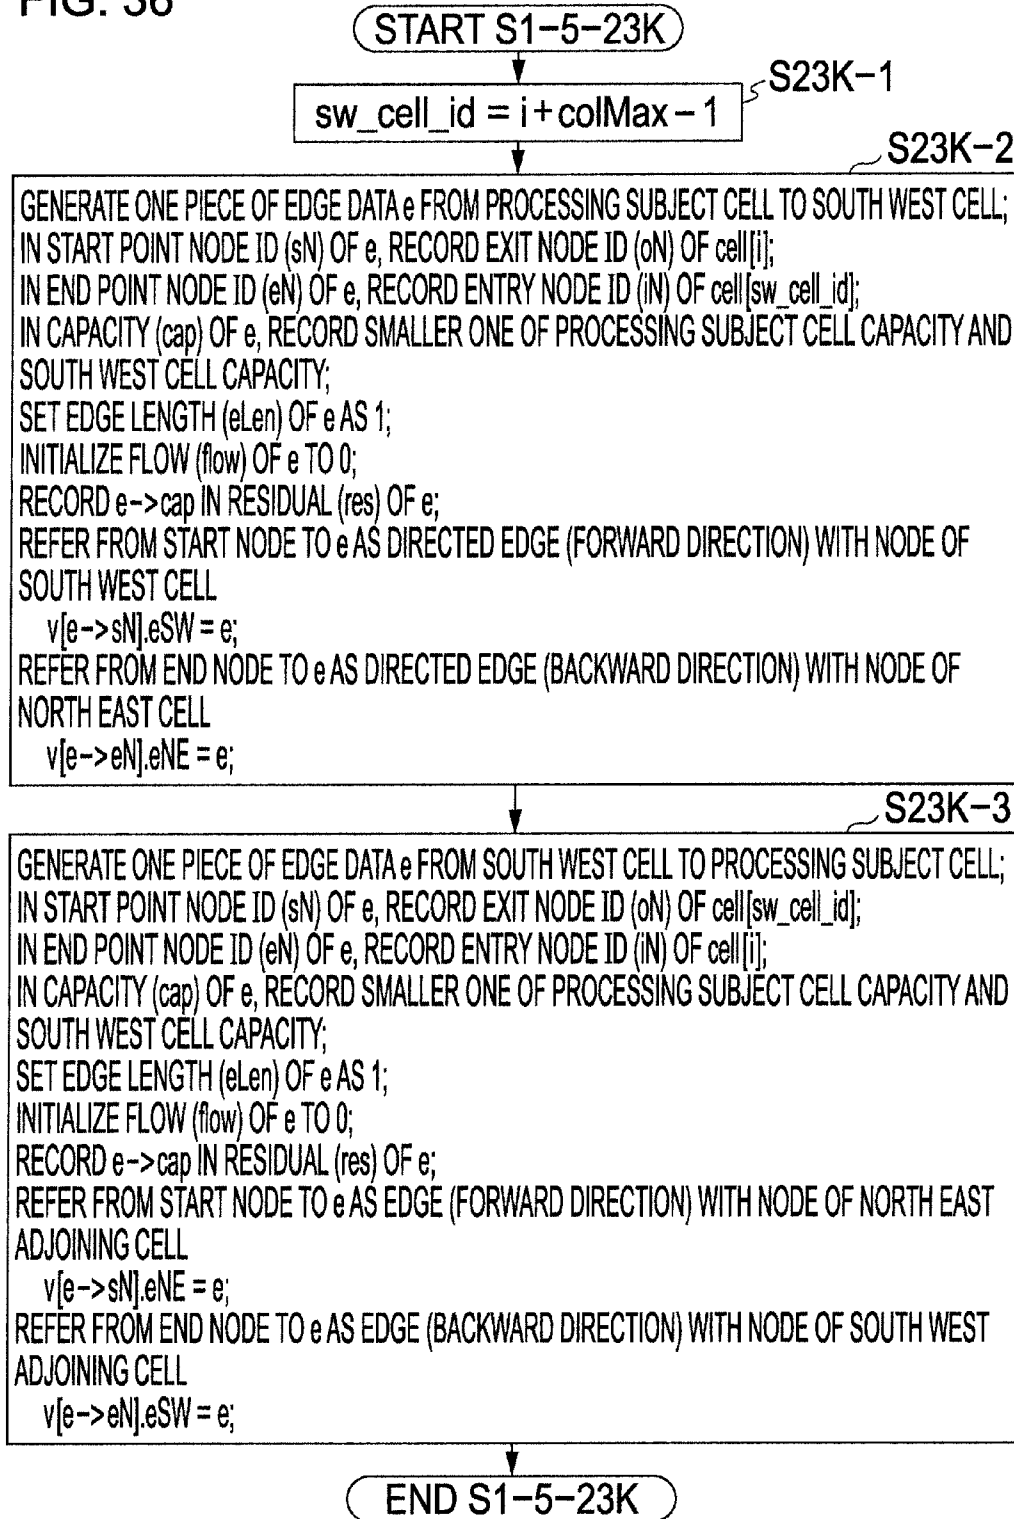 FIG. 36
START S1-5-23K
S23K-1
sw_cell_id = i+colMax-1
S23K-2
GENERATE ONE PIECE OF EDGE DATA e FROM PROCESSING SUBJECT CELL TO SOUTH WEST CELL;
IN START POINT NODE ID (sN) OF e, RECORD EXIT NODE ID (oN) OF cell[i];
IN END POINT NODE ID (eN) OF e, RECORD ENTRY NODE ID (iN) OF cell[sw_cell_id];
IN CAPACITY (cap) OF e, RECORD SMALLER ONE OF PROCESSING SUBJECT CELL CAPACITY AND
SOUTH WEST CELL CAPACITY;
SET EDGE LENGTH (eLen) OF e AS 1;
INITIALIZE FLOW (flow) OF e TO 0;
RECORD e->cap IN RESIDUAL (res) OF e;
REFER FROM START NODE TO e AS DIRECTED EDGE (FORWARD DIRECTION) WITH NODE OF
SOUTH WEST CELL
v[e->sN].eSW = e;
REFER FROM END NODE TO e AS DIRECTED EDGE (BACKWARD DIRECTION) WITH NODE OF
NORTH EAST CELL
v[e->eN].eNE = e;
S23K-3
GENERATE ONE PIECE OF EDGE DATA e FROM SOUTH WEST CELL TO PROCESSING SUBJECT CELL;
IN START POINT NODE ID (sN) OF e, RECORD EXIT NODE ID (oN) OF cell[sw_cell_id];
IN END POINT NODE ID (eN) OF e, RECORD ENTRY NODE ID (iN) OF cell[i];
IN CAPACITY (cap) OF e, RECORD SMALLER ONE OF PROCESSING SUBJECT CELL CAPACITY AND
SOUTH WEST CELL CAPACITY;
SET EDGE LENGTH (eLen) OF e AS 1;
INITIALIZE FLOW (flow) OF e TO 0;
RECORD e->cap IN RESIDUAL (res) OF e;
REFER FROM START NODE TO e AS EDGE (FORWARD DIRECTION) WITH NODE OF NORTH EAST
ADJOINING CELL
v[e->sN].eNE = e;
REFER FROM END NODE TO e AS EDGE (BACKWARD DIRECTION) WITH NODE OF SOUTH WEST
ADJOINING CELL
v[e->eN].eSW = e;
END S1-5-23K